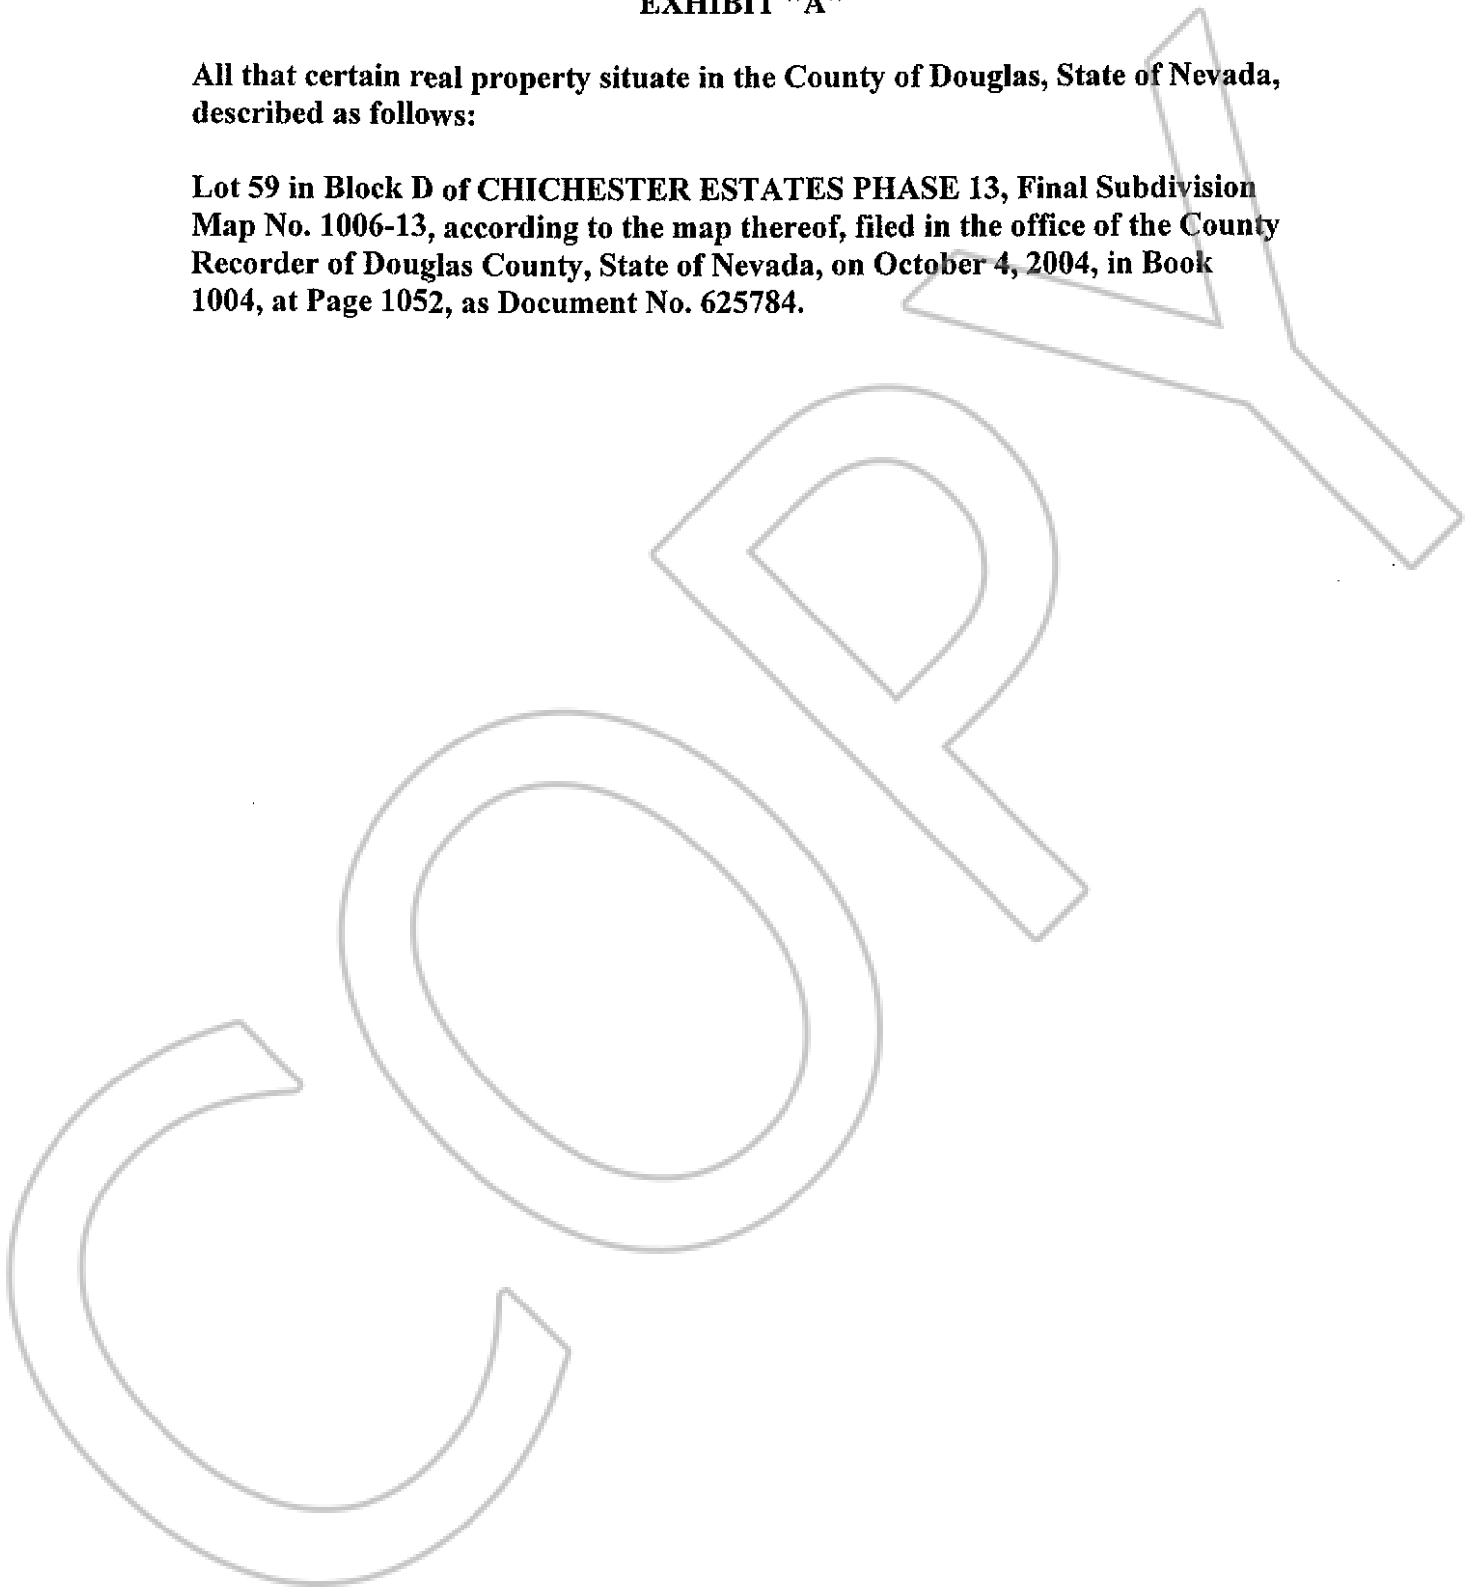 EXHIBIT "A"
All that certain real property situate in the County of Douglas, State of Nevada,
described as follows:
Lot 59 in Block D of CHICHESTER ESTATES PHASE 13, Final Subdivision
Map No. 1006-13, according to the map thereof, filed in the office of the County
Recorder of Douglas County, State of Nevada, on October 4, 2004, in Book
1004, at Page 1052, as Document No. 625784.
COPY